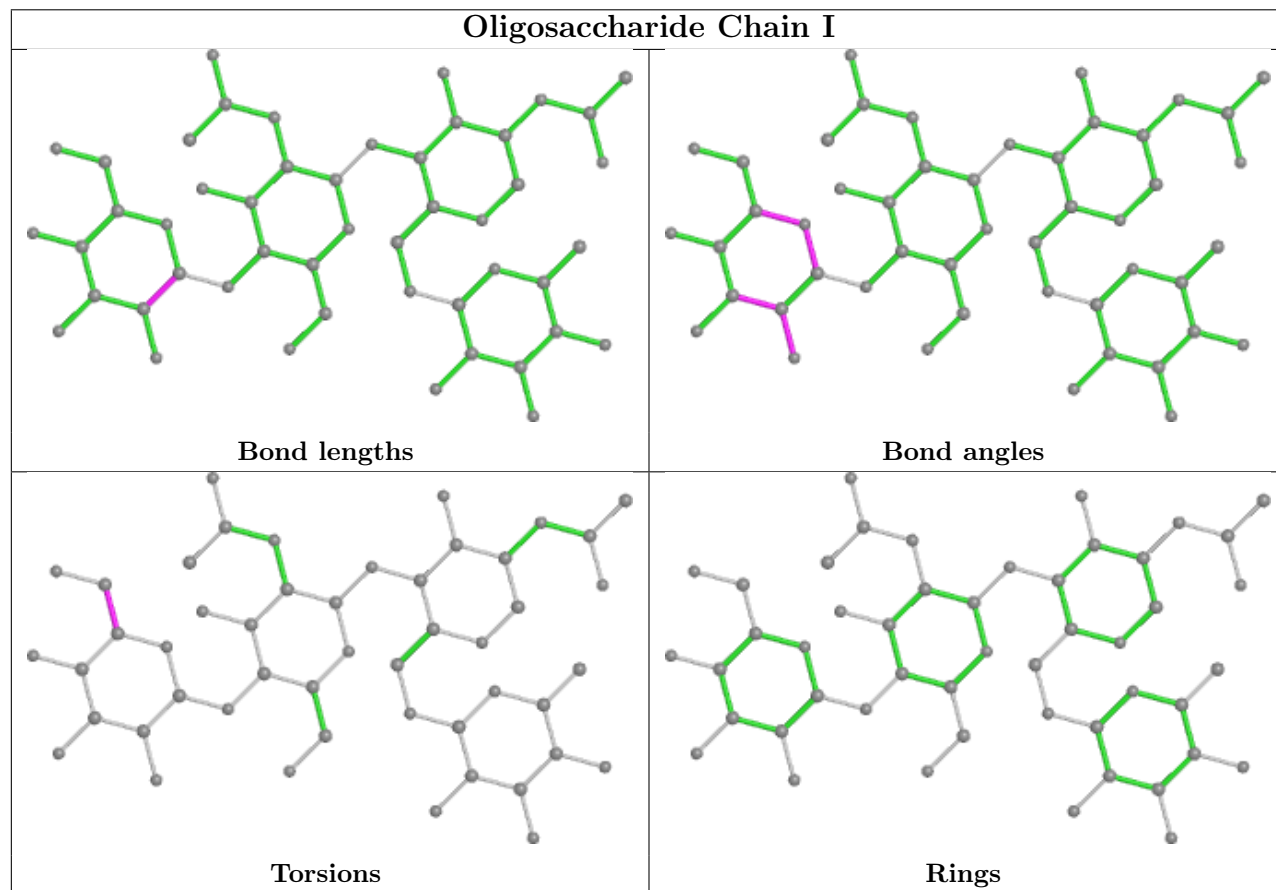 Oligosaccharide Chain I
Bond lengths
Bond angles
Torsions
Rings